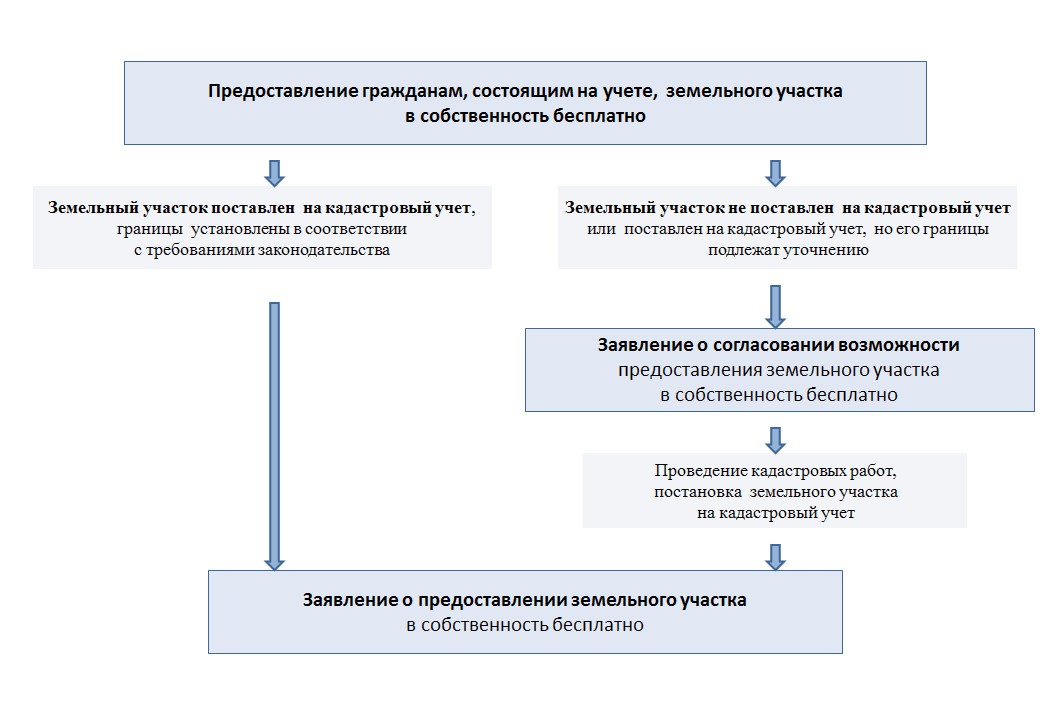 Предоставление гражданам, состоящим на учете, земельного участка
в собственность бесплатно
Земельный участок поставлен на кадастровый учет,
границы установлены в соответствии
с требованиями законодательства
Земельный участок не поставлен на кадастровый учет
или поставлен на кадастровый учет, но его границы
подлежат уточнению
Заявление о согласовании возможности
предоставления земельного участка
в собственность бесплатно
Проведение кадастровых работ,
постановка земельного участка
на кадастровый учет
Заявление о предоставлении земельного участка
в собственность бесплатно